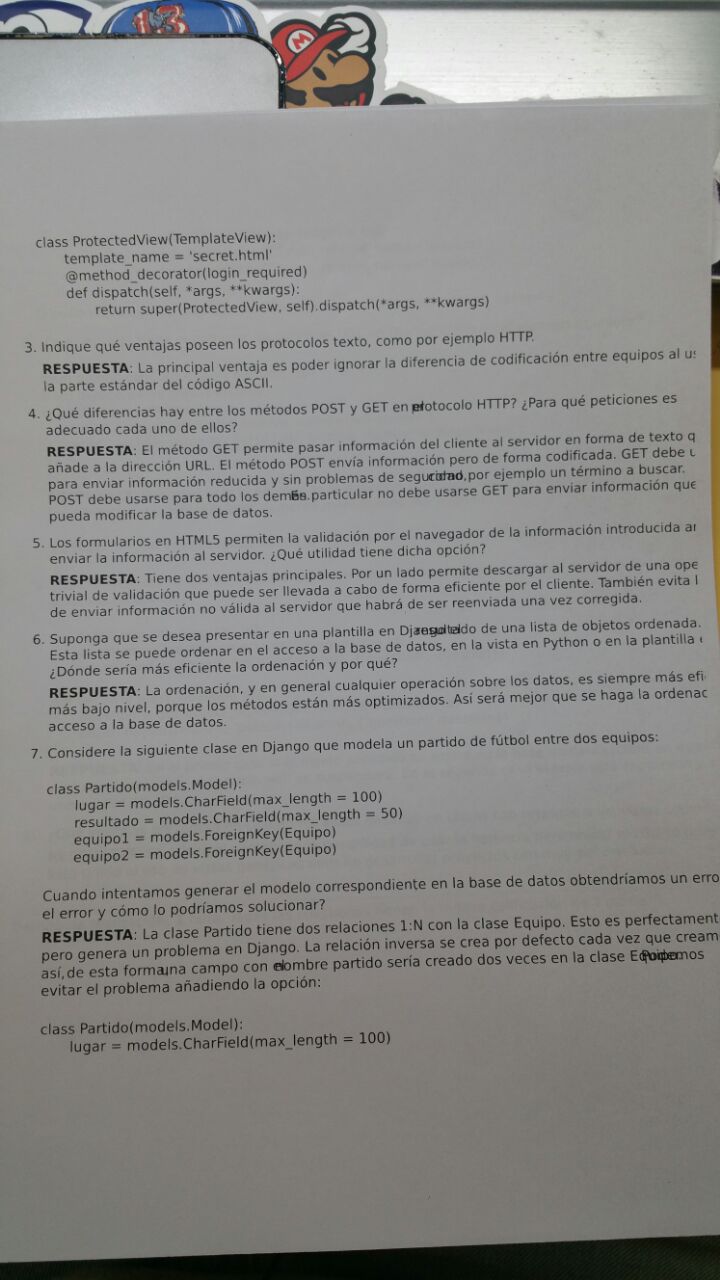 class ProtectedView(TemplateView):
template_name = 'secret.html'
@method_decorator(login_required)
def dispatch(self, *args, **kwargs):
return super(ProtectedView, self).dispatch(*args, **kwargs)
3. Indique qué ventajas poseen los protocolos texto, como por ejemplo HTTP.
RESPUESTA: La principal ventaja es poder ignorar la diferencia de codificación entre equipos al
la parte estándar del código ASCII.
4. ¿Qué diferencias hay entre los métodos POST y GET en el protocolo HTTP? ¿Para qué peticiones es
adecuado cada uno de ellos?
RESPUESTA: El método GET permite pasar información del cliente al servidor en forma de texto q
añade a la dirección URL. El método POST envía información pero de forma codificada. GET debe
para enviar información reducida y sin problemas de seguridad, como por ejemplo un término a buscar.
POST debe usarse para todo los demás. En particular no debe usarse GET para enviar información que
pueda modificar la base de datos.
5. Los formularios en HTML5 permiten la validación por el navegador de la información introducida
enviar la información al servidor. ¿Qué utilidad tiene dicha opción?
RESPUESTA: Tiene dos ventajas principales. Por un lado permite descargar al servidor de una ope
trivial de validación que puede ser llevada a cabo de forma eficiente por el cliente. También evita
de enviar información no válida al servidor que habrá de ser reenviada una vez corregida.
6. Suponga que se desea presentar en una plantilla en Django el resultado de una lista de objetos ordenada.
Esta lista se puede ordenar en el acceso a la base de datos, en la vista en Python o en la plantilla
¿Dónde sería más eficiente la ordenación y por qué?
RESPUESTA: La ordenación, y en general cualquier operación sobre los datos, es siempre más efi
más bajo nivel, porque los métodos están más optimizados. Así será mejor que se haga la ordenac
acceso a la base de datos.
7. Considere la siguiente clase en Django que modela un partido de fútbol entre dos equipos:
class Partido(models.Model):
lugar = models.CharField(max_length = 100)
resultado = models.CharField(max_length = 50)
equipo1 = models.ForeignKey(Equipo)
equipo2 = models.ForeignKey(Equipo)
Cuando intentamos generar el modelo correspondiente en la base de datos obtendríamos un erro
el error y cómo lo podríamos solucionar?
RESPUESTA: La clase Partido tiene dos relaciones 1:N con la clase Equipo. Esto es perfectament
pero genera un problema en Django. La relación inversa se crea por defecto cada vez que cream
así, de esta forma, una campo con el nombre partido sería creado dos veces en la clase Equipo. Podemos
evitar el problema añadiendo la opción:
class Partido(models.Model):
lugar = models.CharField(max_length = 100)